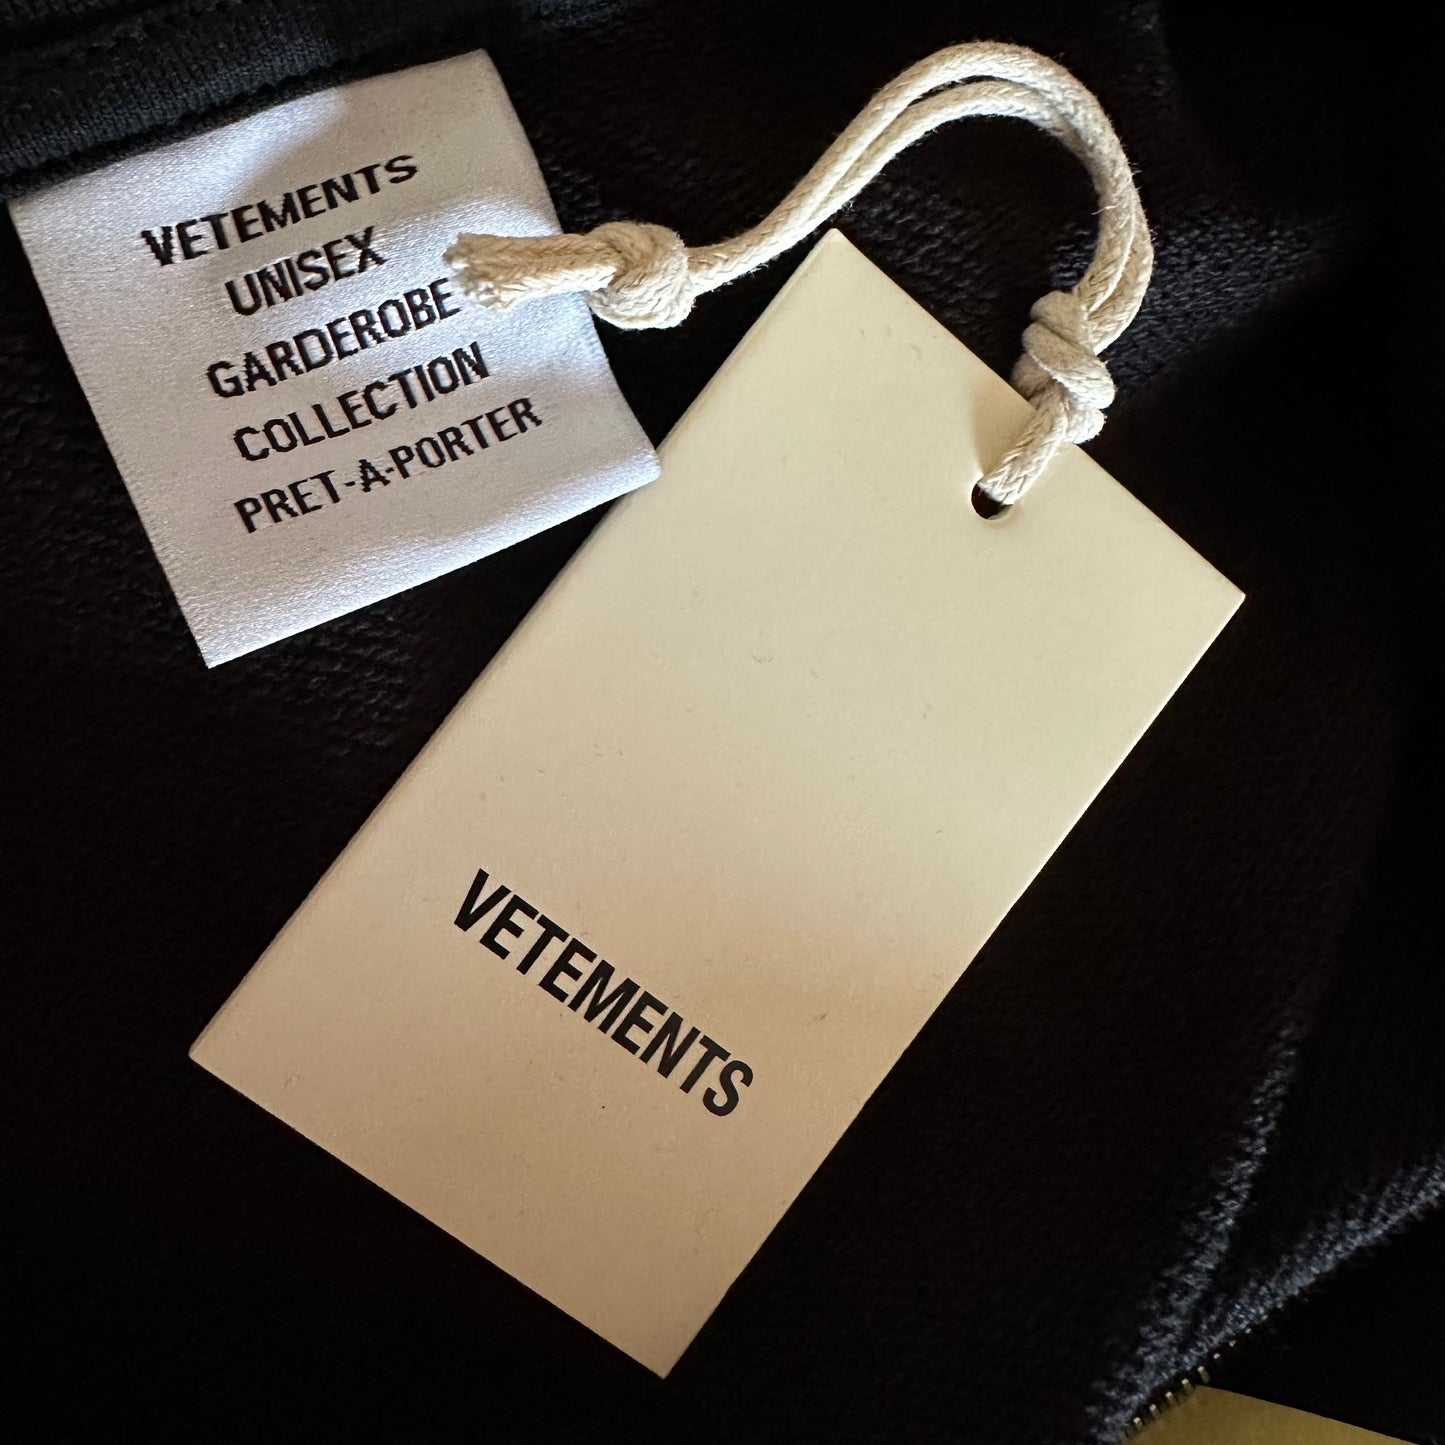 VETEMENTS
UNISEX
GARDEROBE
COLLECTION
PRET-A-PORTER
VETEMENTS